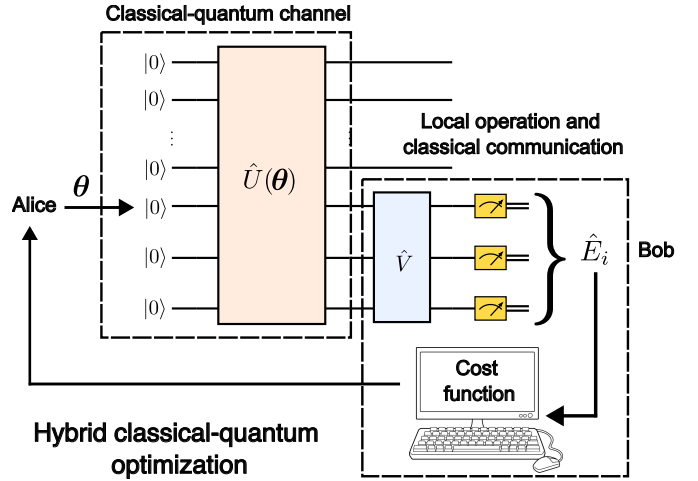 Classical-quantum channel
|0⟩
|0⟩
⋮
⋮
Local operation and
classical communication
|0⟩
Û(θ)
θ
Alice
|0⟩
V̂
Êᵢ
Bob
|0⟩
|0⟩
Cost
function
Hybrid classical-quantum
optimization